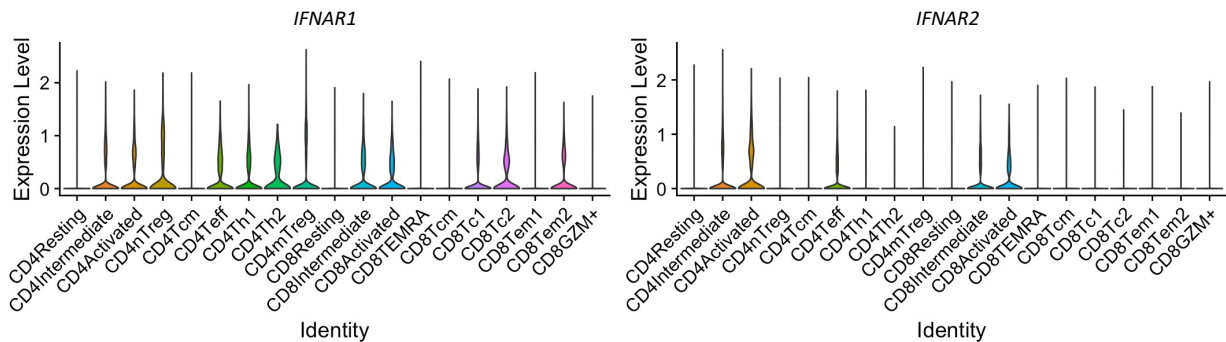 IFNAR1
Expression Level
2
1
0
CD4Resting
CD4Intermediate
CD4Activated
CD4nTreg
CD4Tcm
CD4Teff
CD4Th1
CD4Th2
CD4mTreg
CD8Resting
CD8Intermediate
CD8Activated
CD8TEMRA
CD8Tcm
CD8Tc1
CD8Tc2
CD8Tem1
CD8Tem2
CD8GZM+
Identity
IFNAR2
Expression Level
2
1
0
CD4Resting
CD4Intermediate
CD4Activated
CD4nTreg
CD4Tcm
CD4Teff
CD4Th1
CD4Th2
CD4mTreg
CD8Resting
CD8Intermediate
CD8Activated
CD8TEMRA
CD8Tcm
CD8Tc1
CD8Tc2
CD8Tem1
CD8Tem2
CD8GZM+
Identity